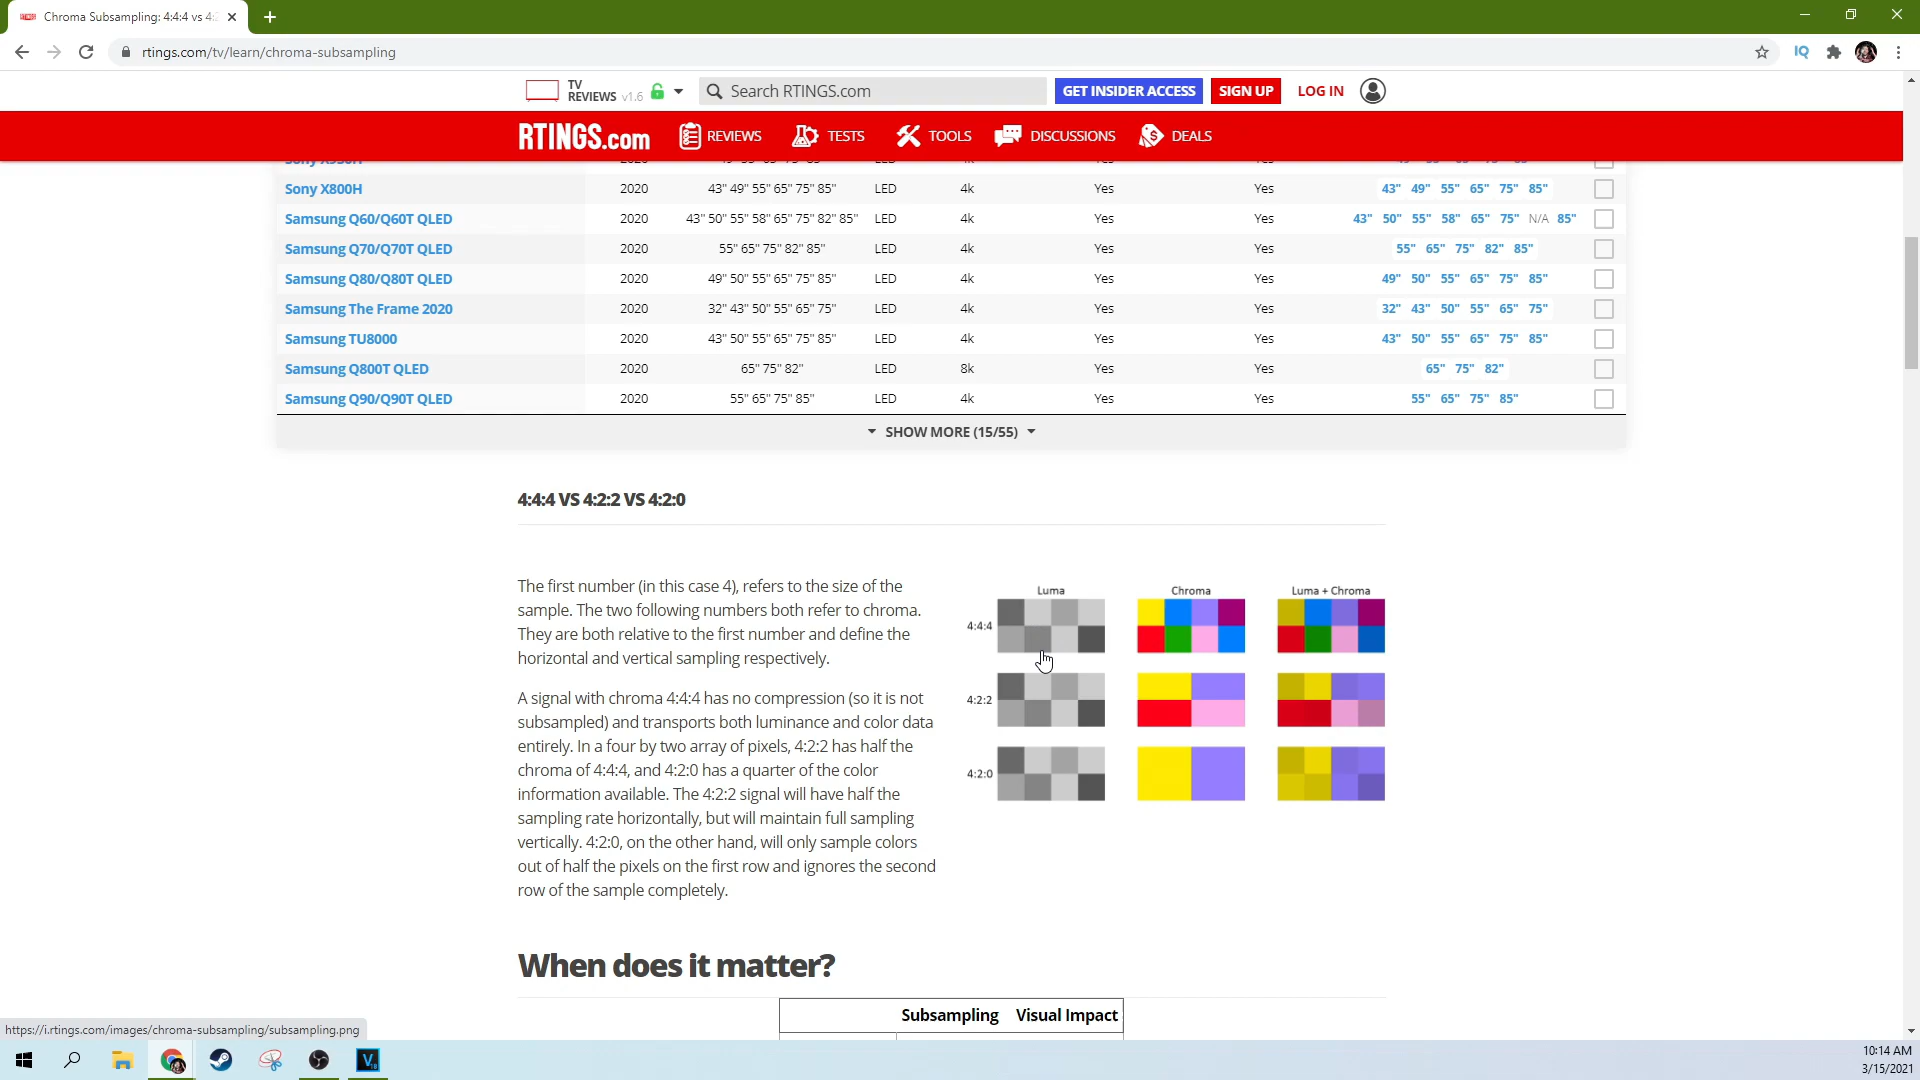 Chroma Subsampling: 4:4:4 vs 4:2
rtings.com/tv/learn/chroma-subsampling
IQ
TV
REVIEWS v1.6
Search RTINGS.com
GET INSIDER ACCESS
SIGN UP
LOG IN
RTINGS.com
REVIEWS
TESTS
TOOLS
DISCUSSIONS
DEALS
Sony X800H 2020 43" 49" 55" 65" 75" 85" LED 4k Yes Yes 43" 49" 55" 65" 75" 85"
Samsung Q60/Q60T QLED 2020 43" 50" 55" 58" 65" 75" 82" 85" LED 4k Yes Yes 43" 50" 55" 58" 65" 75" N/A 85"
Samsung Q70/Q70T QLED 2020 55" 65" 75" 82" 85" LED 4k Yes Yes 55" 65" 75" 82" 85"
Samsung Q80/Q80T QLED 2020 49" 50" 55" 65" 75" 85" LED 4k Yes Yes 49" 50" 55" 65" 75" 85"
Samsung The Frame 2020 2020 32" 43" 50" 55" 65" 75" LED 4k Yes Yes 32" 43" 50" 55" 65" 75"
Samsung TU8000 2020 43" 50" 55" 65" 75" 85" LED 4k Yes Yes 43" 50" 55" 65" 75" 85"
Samsung Q800T QLED 2020 65" 75" 82" LED 8k Yes Yes 65" 75" 82"
Samsung Q90/Q90T QLED 2020 55" 65" 75" 85" LED 4k Yes Yes 55" 65" 75" 85"
SHOW MORE (15/55)
4:4:4 VS 4:2:2 VS 4:2:0
The first number (in this case 4), refers to the size of the
sample. The two following numbers both refer to chroma.
They are both relative to the first number and define the
horizontal and vertical sampling respectively.
A signal with chroma 4:4:4 has no compression (so it is not
subsampled) and transports both luminance and color data
entirely. In a four by two array of pixels, 4:2:2 has half the
chroma of 4:4:4, and 4:2:0 has a quarter of the color
information available. The 4:2:2 signal will have half the
sampling rate horizontally, but will maintain full sampling
vertically. 4:2:0, on the other hand, will only sample colors
out of half the pixels on the first row and ignores the second
row of the sample completely.
Luma Chroma Luma + Chroma
4:4:4
4:2:2
4:2:0
When does it matter?
Subsampling Visual Impact
https://i.rtings.com/images/chroma-subsampling/subsampling.png
10:14 AM
3/15/2021